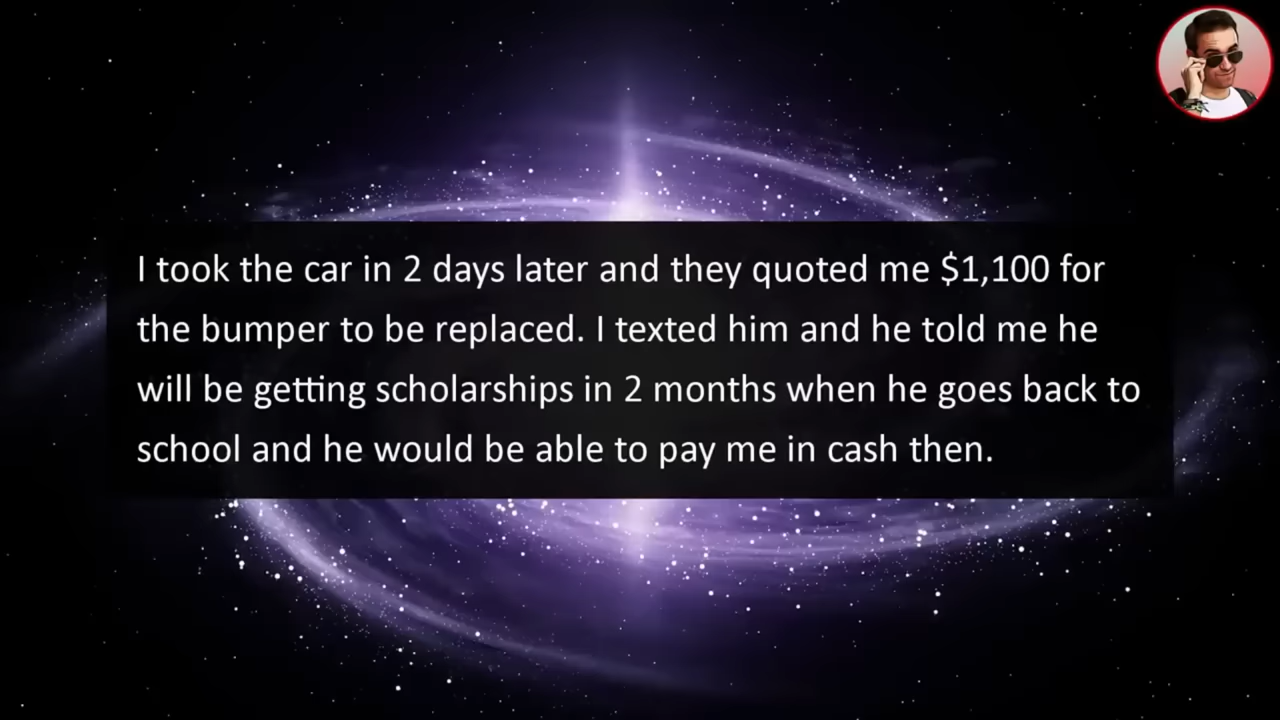 I took the car in 2 days later and they quoted me $1,100 for
the bumper to be replaced. I texted him and he told me he
will be getting scholarships in 2 months when he goes back to
school and he would be able to pay me in cash then.